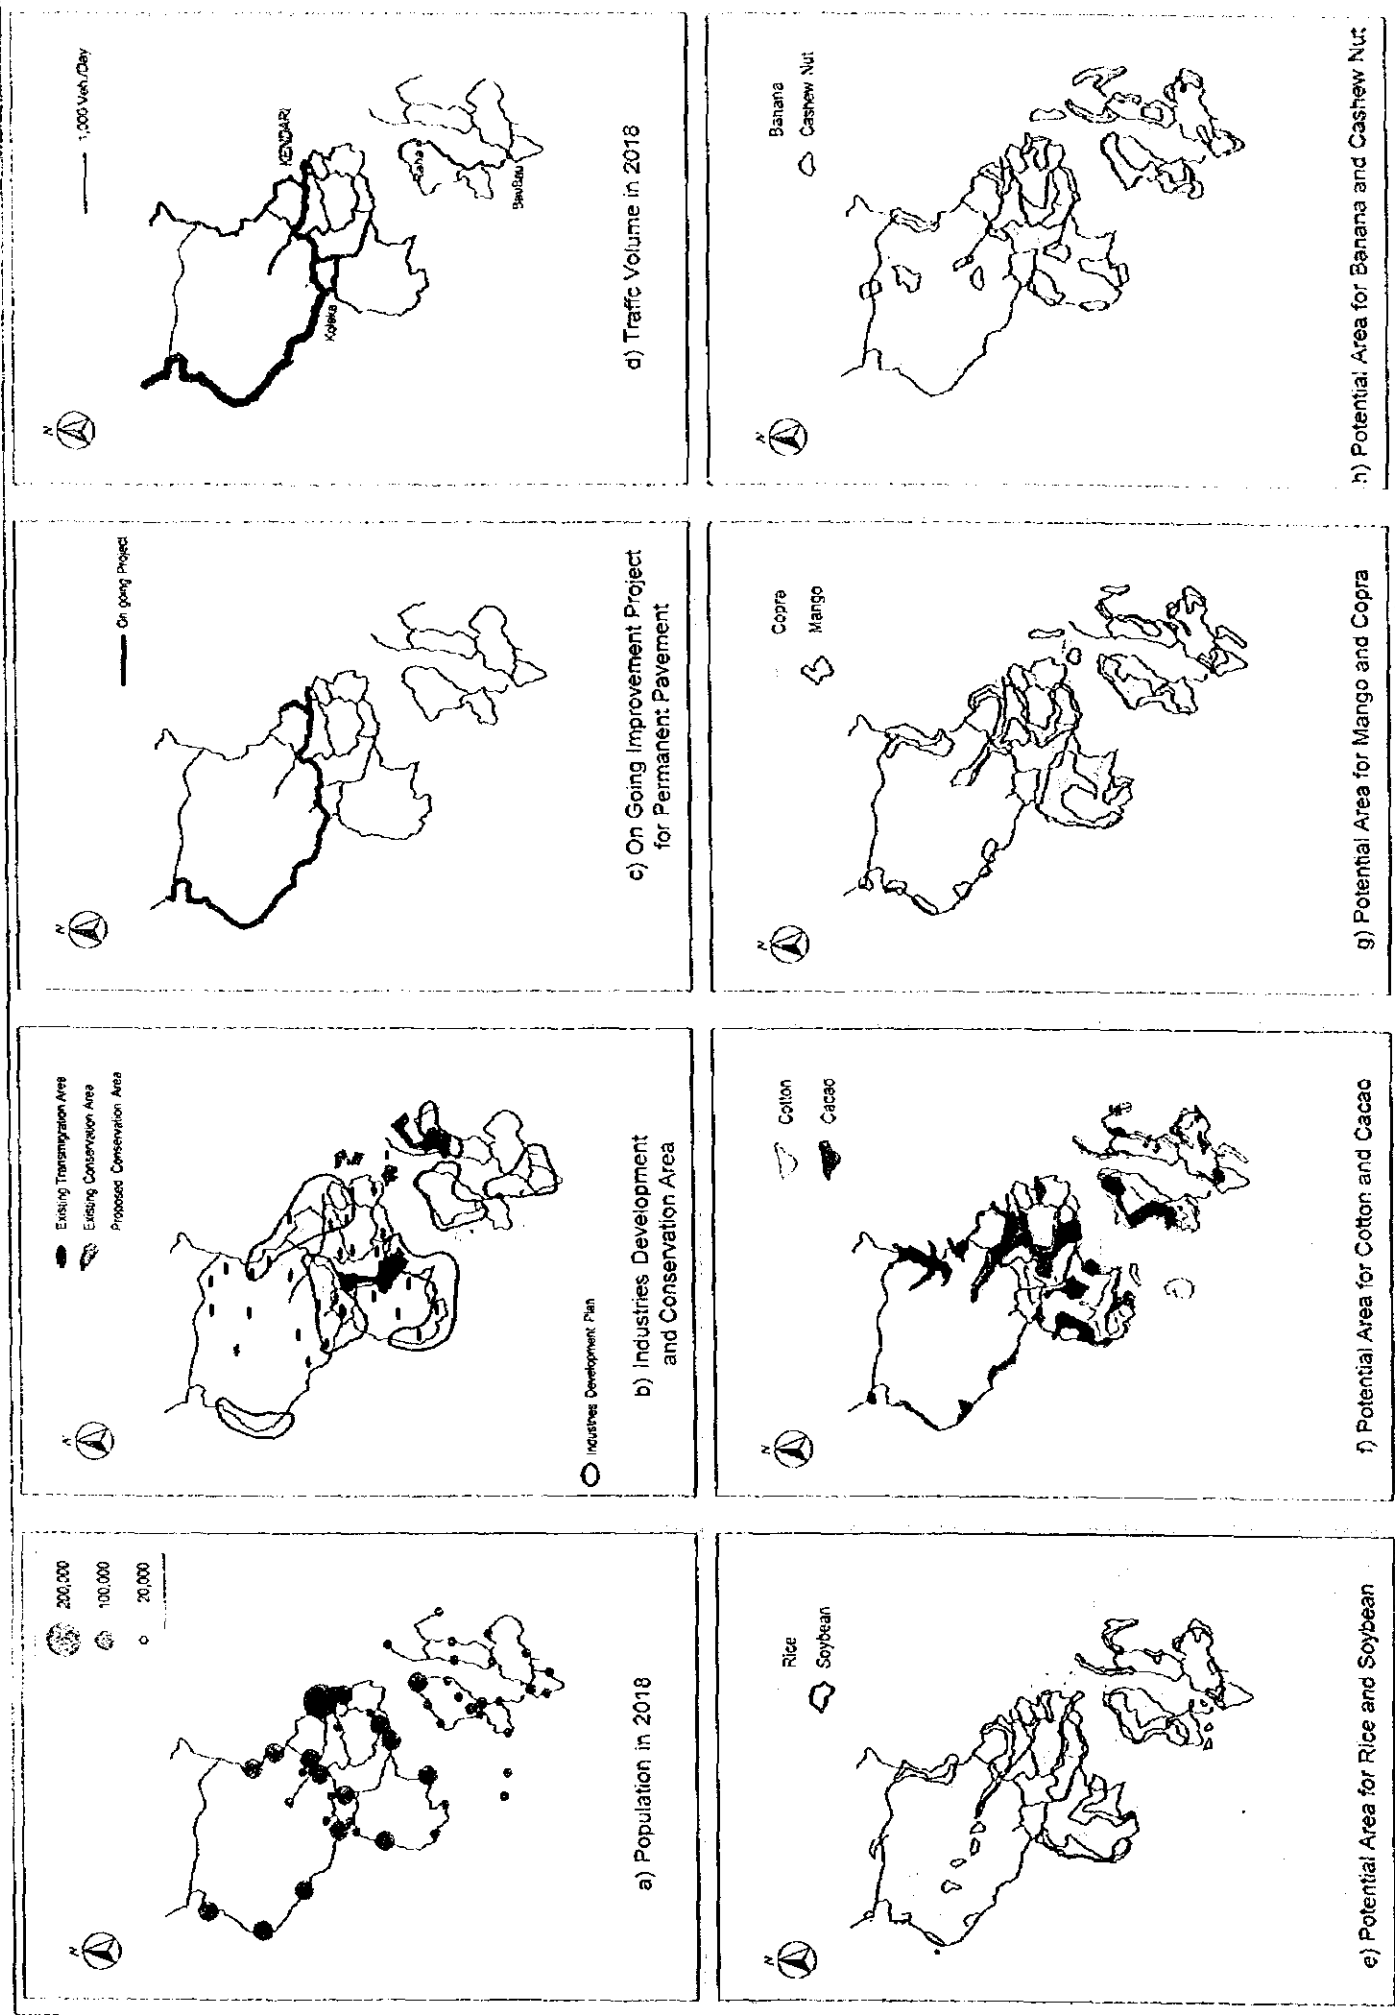 N
200,000
100,000
20,000
a) Population in 2018
N
Existing Transmigration Area
Existing Conservation Area
Proposed Conservation Area
Industries Development Plan
b) Industries Development
and Conservation Area
N
On going Project
c) On Going Improvement Project
for Permanent Pavement
N
1,000 Veh./Day
KENDARI
Kolaka
Raha
BauBau
d) Traffc Volume in 2018
N
Rice
Soybean
e) Potential Area for Rice and Soybean
N
Cotton
Cacao
f) Potential Area for Cotton and Cacao
N
Copra
Mango
g) Potential Area for Mango and Copra
N
Banana
Cashew Nut
h) Potential Area for Banana and Cashew Nut